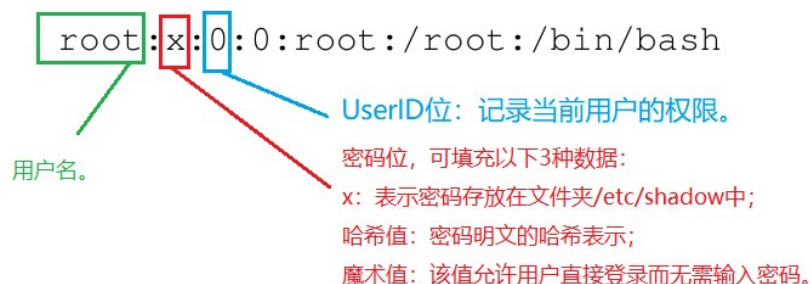 root:x:0:0:root:/root:/bin/bash
UserID位：记录当前用户的权限。
用户名。
密码位，可填充以下3种数据：
x：表示密码存放在文件夹/etc/shadow中；
哈希值：密码明文的哈希表示；
魔术值：该值允许用户直接登录而无需输入密码。